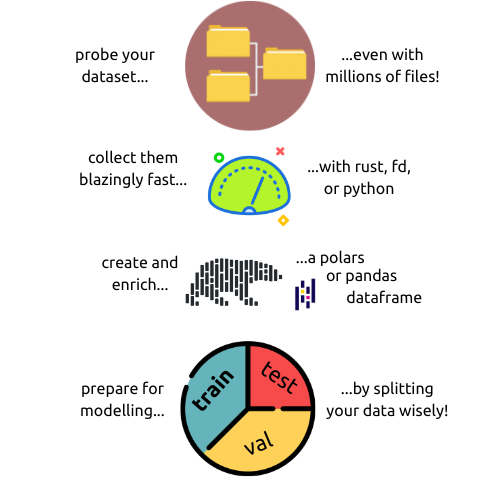 probe your
dataset...
...even with
millions of files!
collect them
blazingly fast...
...with rust, fd,
or python
create and
enrich...
...a polars
or pandas
dataframe
prepare for
modelling...
train
test
val
...by splitting
your data wisely!